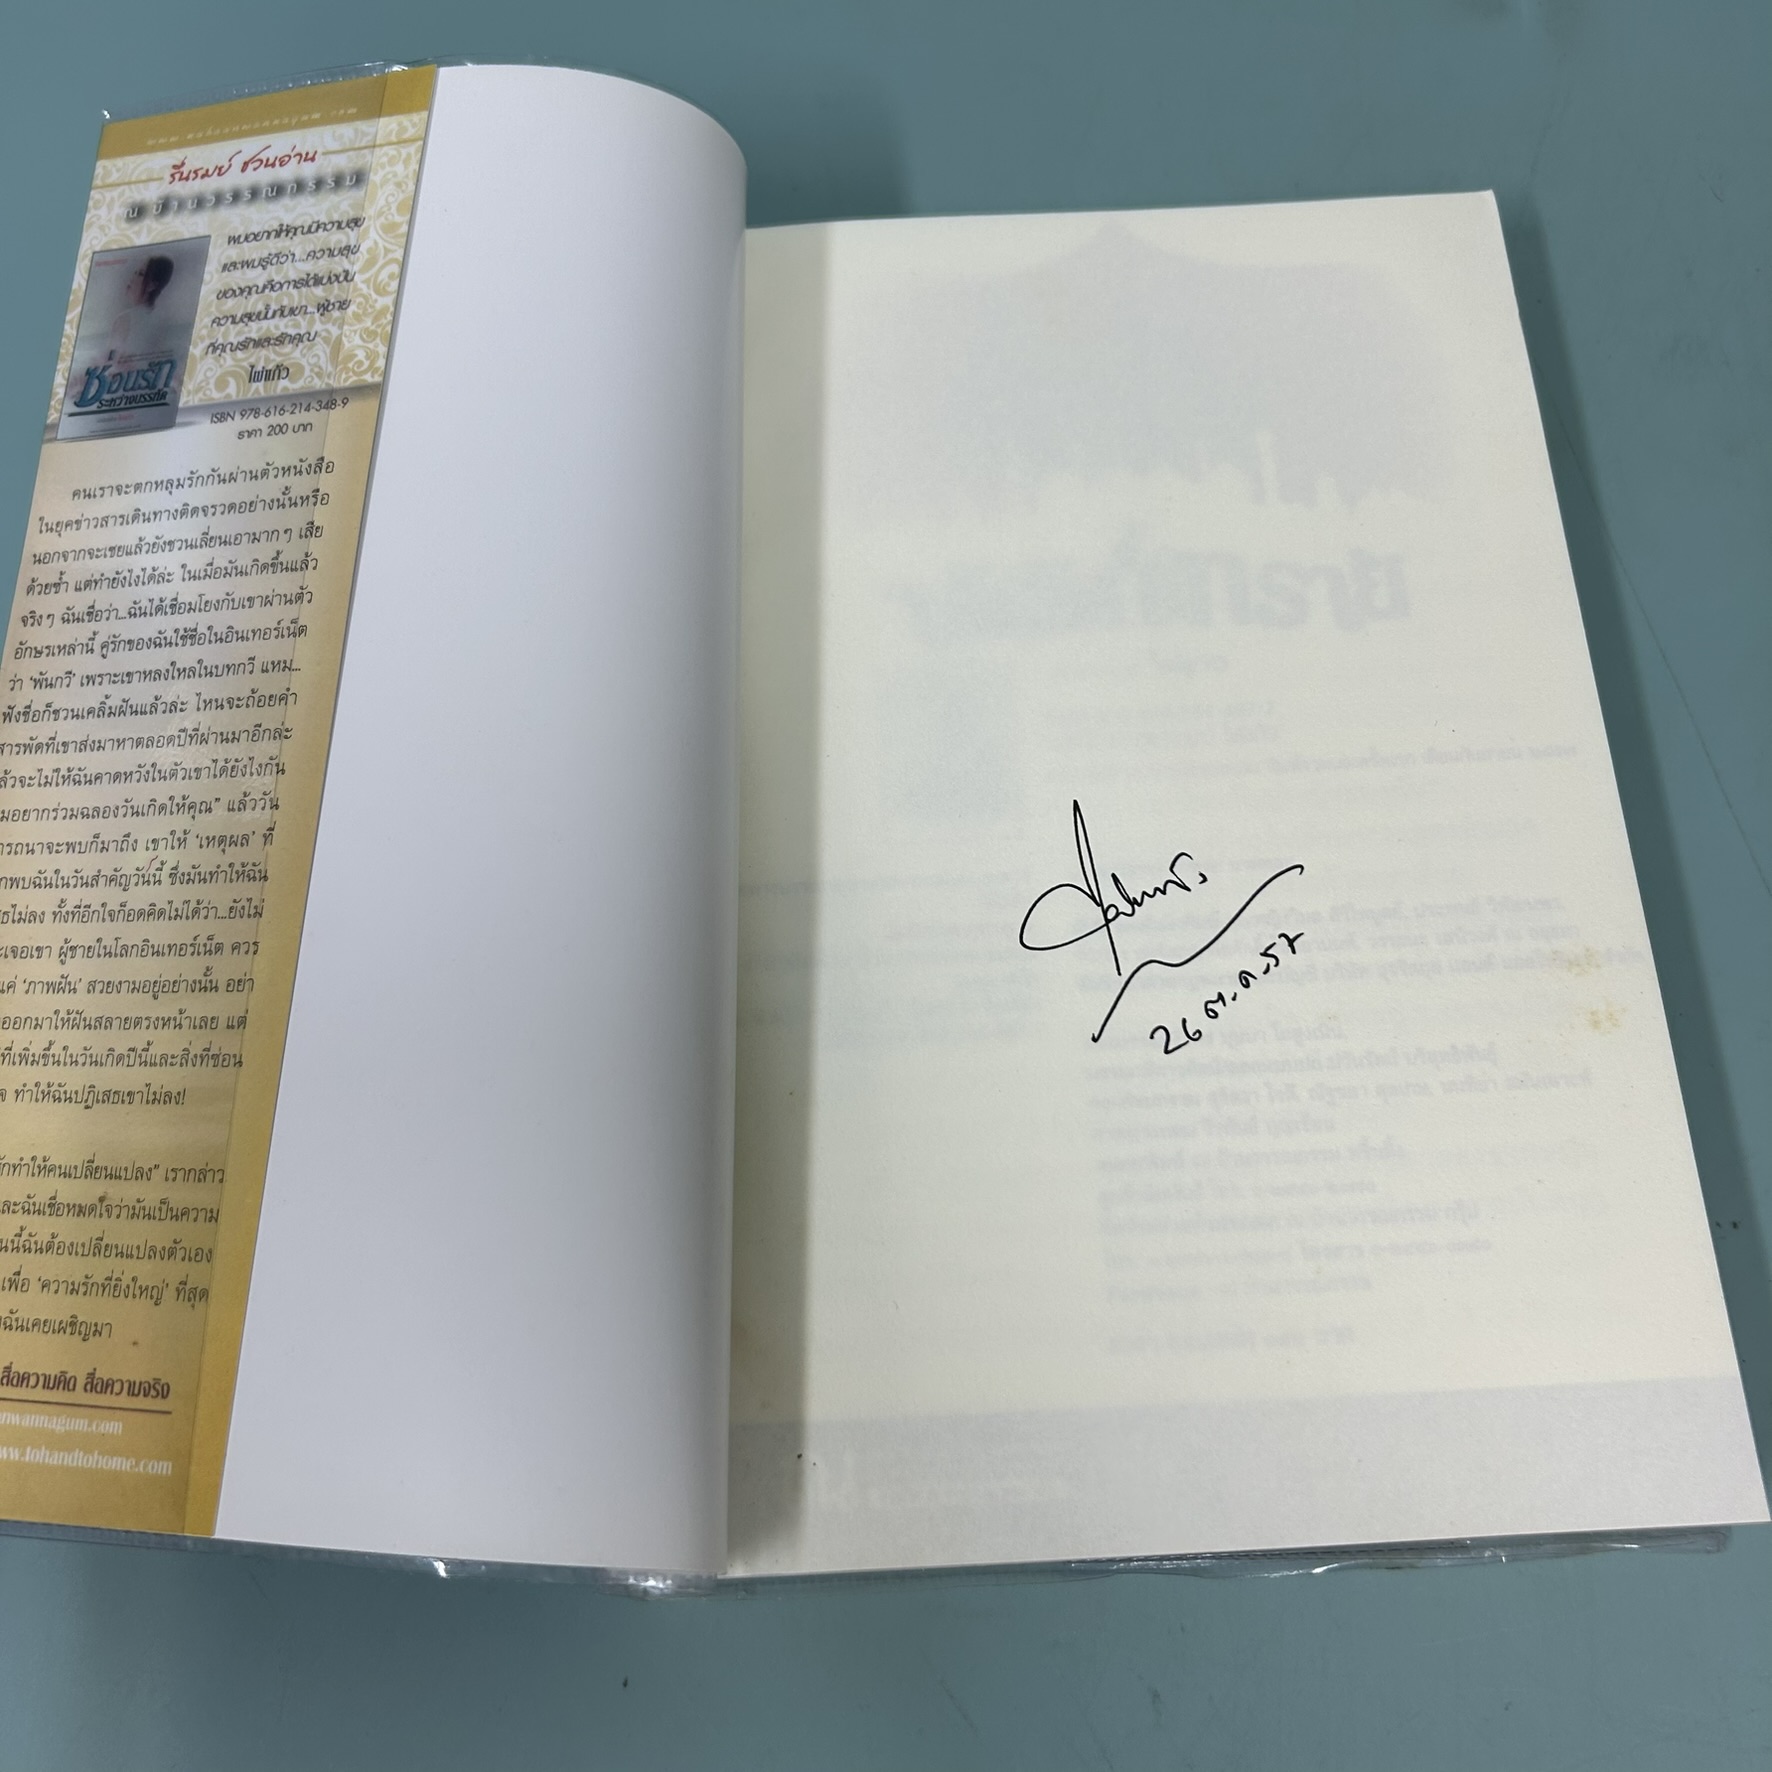 รื่นรมย์ ชวนอ่าน
ณ บ้านวรรณกรรม
ผมอยากให้คุณมีความสุข
และผมรู้ดีว่า...ความสุข
ของคุณคือการได้แบ่งปัน
ความสุขนั้นกับเขา...ผู้ชาย
ที่คุณรักและรักคุณ
ไผ่แก้ว
ซ่อนรัก
ระหว่างบรรทัด
ISBN 978-616-214-348-9
ราคา 200 บาท
คนเราจะตกหลุมรักกันผ่านตัวหนังสือ
ในยุคข่าวสารเดินทางติดจรวดอย่างนั้นหรือ
นอกจากจะเชยแล้วยังชวนเลี่ยนเอามากๆ เสีย
ด้วยซ้ำ แต่ทำยังไงได้ล่ะ ในเมื่อมันเกิดขึ้นแล้ว
จริงๆ ฉันเชื่อว่า...ฉันได้เชื่อมโยงกับเขาผ่านตัว
อักษรเหล่านี้ คู่รักของฉันใช้ชื่อในอินเทอร์เน็ต
ว่า ‘พันกวี’ เพราะเขาหลงใหลในบทกวี แหม...
ฟังชื่อก็ชวนเคลิ้มฝันแล้วล่ะ ไหนจะถ้อยคำ
สารพัดที่เขาส่งมาหาตลอดปีที่ผ่านมาอีกล่ะ
ล้วจะไม่ให้ฉันคาดหวังในตัวเขาได้ยังไงกัน
มอยากร่วมฉลองวันเกิดให้คุณ” แล้ววัน
ารถนาจะพบก็มาถึง เขาให้ ‘เหตุผล’ ที่
กพบฉันในวันสำคัญวันนี้ ซึ่งมันทำให้ฉัน
ธไม่ลง ทั้งที่อีกใจก็อดคิดไม่ได้ว่า...ยังไม่
ะเจอเขา ผู้ชายในโลกอินเทอร์เน็ต ควร
แค่ ‘ภาพฝัน’ สวยงามอยู่อย่างนั้น อย่า
ออกมาให้ฝันสลายตรงหน้าเลย แต่
ที่เพิ่มขึ้นในวันเกิดปีนี้และสิ่งที่ซ่อน
จ ทำให้ฉันปฏิเสธเขาไม่ลง!
รักทำให้คนเปลี่ยนแปลง” เรากล่าว
และฉันเชื่อหมดใจว่ามันเป็นความ
นนี้ฉันต้องเปลี่ยนแปลงตัวเอง
เพื่อ ‘ความรักที่ยิ่งใหญ่’ ที่สุด
ฉันเคยเผชิญมา
สื่อความคิด สื่อความจริง
nwannagum.com
www.tohandtohome.com
26 ต.ค.57